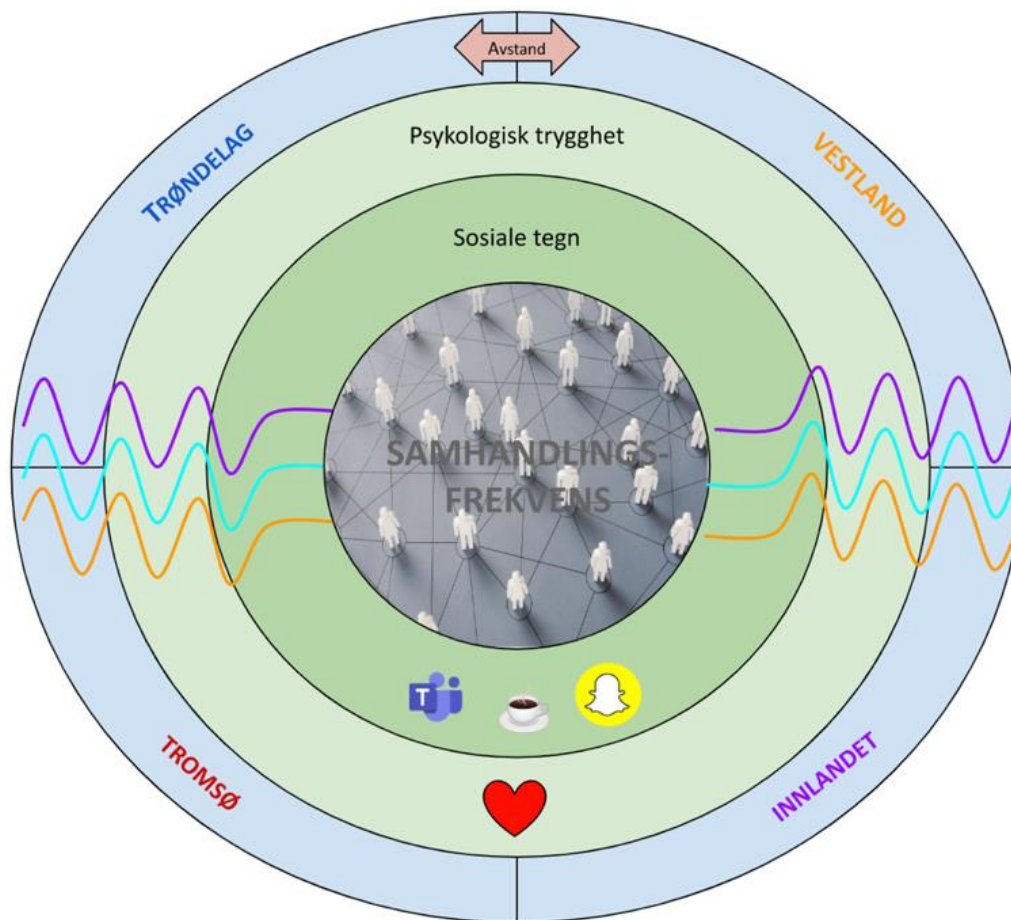 Avstand
Psykologisk trygghet
TRØNDELAG
VESTLAND
Sosiale tegn
SAMHANDLINGS-
FREKVENS
T
TROMSØ
INNLANDET